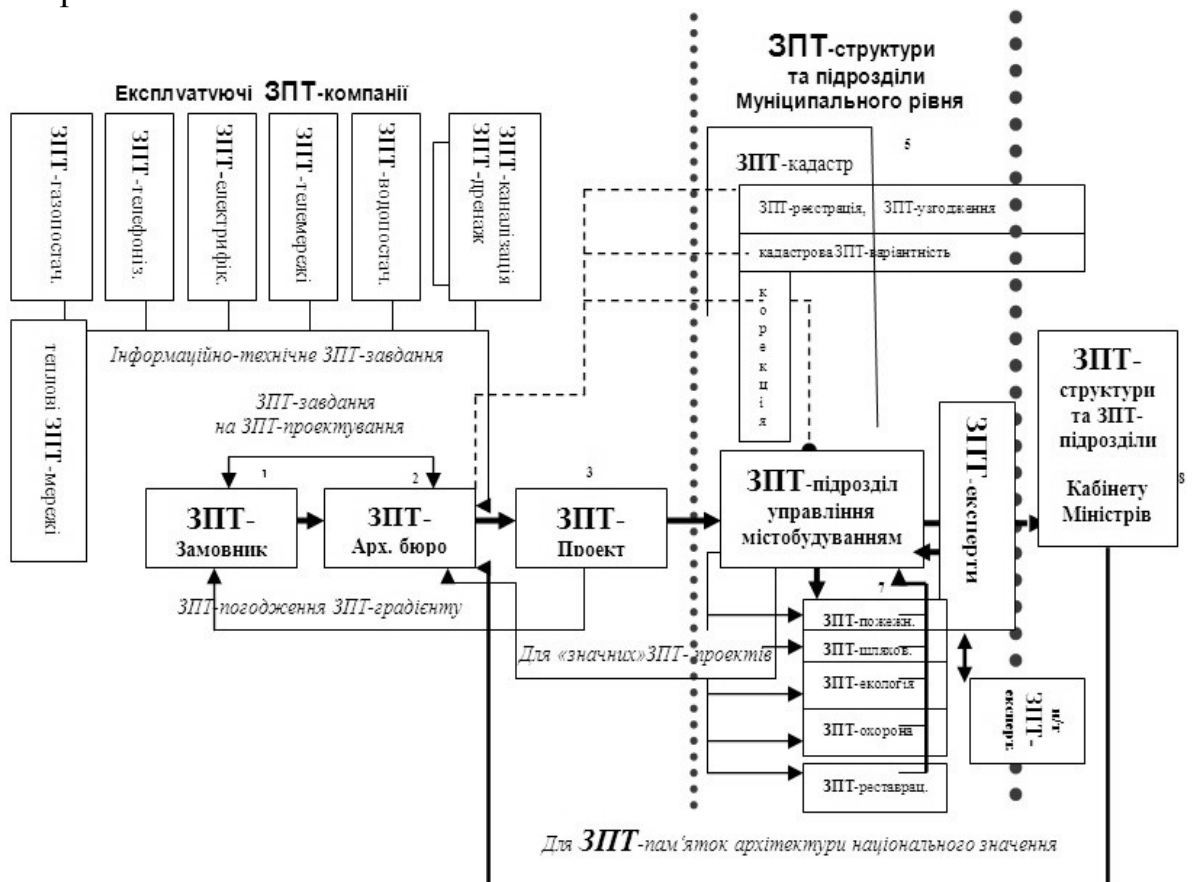 ЗПТ-структури
та підрозділи
Муніципального рівня
Експлуатуючі ЗПТ-компанії
ЗПТ-газопостач.
ЗПТ-телефоніз.
ЗПТ-електрифік.
ЗПТ-телемережі
ЗПТ-водопостач.
ЗПТ-каналізація
ЗПТ-дренаж
теплові ЗПТ-мережі
5
ЗПТ-кадастр
ЗПТ-реєстрація, ЗПТ-узгодження
кадастрова ЗПТ-варіантність
корекція
Інформаційно-технічне ЗПТ-завдання
ЗПТ-завдання
на ЗПТ-проектування
1
2
3
ЗПТ-
Замовник
ЗПТ-
Арх. бюро
ЗПТ-
Проект
ЗПТ-підрозділ
управління
містобудуванням
ЗПТ-експерти
ЗПТ-
структури
та ЗПТ-
підрозділи
Кабінету
Міністрів
8
7
ЗПТ-погодження ЗПТ-градієнту
Для «значних»ЗПТ- проектів
ЗПТ-пожежн.
ЗПТ-шляхов.
ЗПТ-екологія
ЗПТ-охорона
ЗПТ-реставрац.
п/т
ЗПТ-
експерт.
Для ЗПТ-пам‘яток архітектури національного значення